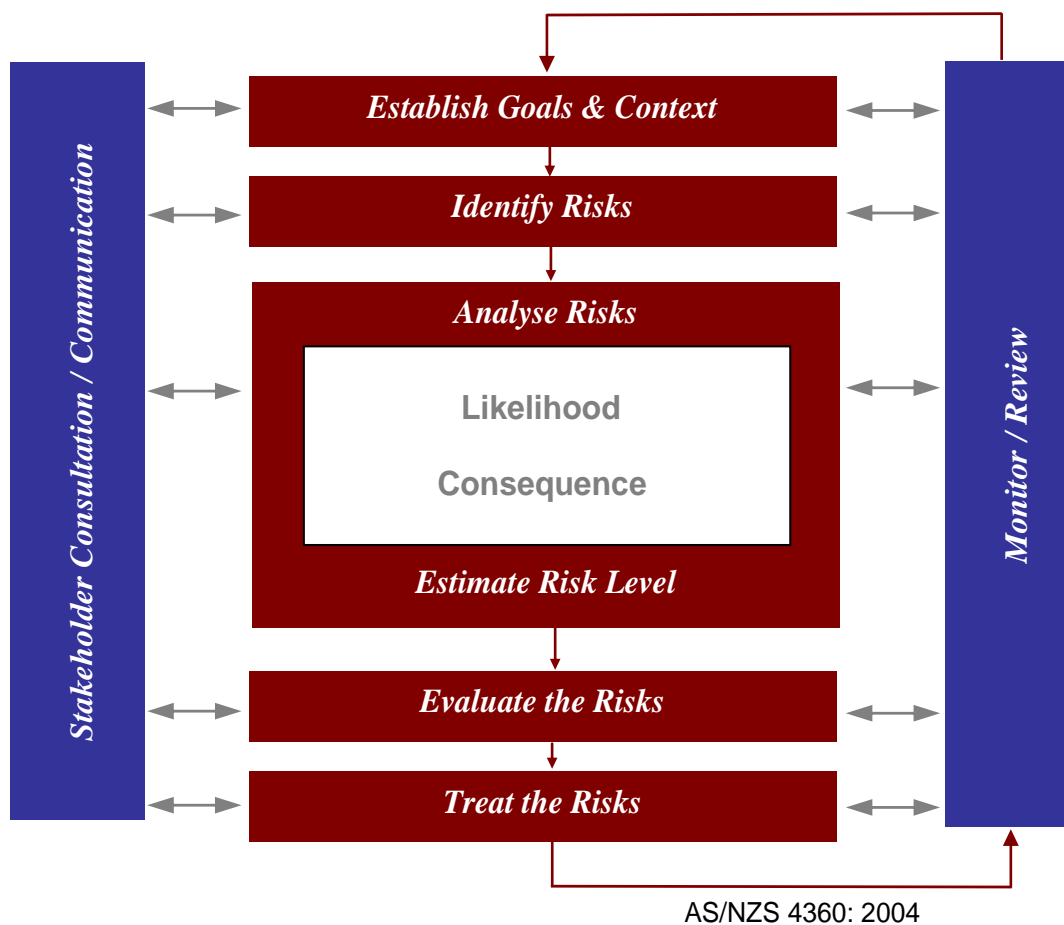 Stakeholder Consultation / Communication
Establish Goals & Context
Identify Risks
Analyse Risks
Likelihood
Consequence
Estimate Risk Level
Evaluate the Risks
Treat the Risks
Monitor / Review
AS/NZS 4360: 2004